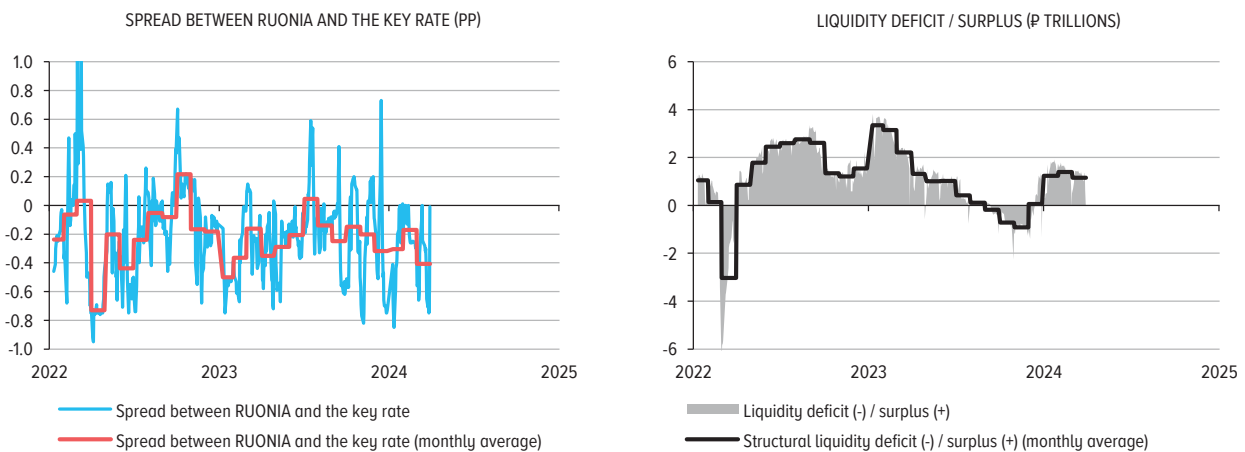 SPREAD BETWEEN RUONIA AND THE KEY RATE (PP)
1.0
0.8
0.6
0.4
0.2
0
-0.2
-0.4
-0.6
-0.8
-1.0
2022 2023 2024 2025
Spread between RUONIA and the key rate
Spread between RUONIA and the key rate (monthly average)
LIQUIDITY DEFICIT / SURPLUS (₽ TRILLIONS)
6
4
2
0
-2
-4
-6
2022 2023 2024 2025
Liquidity deficit (-) / surplus (+)
Structural liquidity deficit (-) / surplus (+) (monthly average)